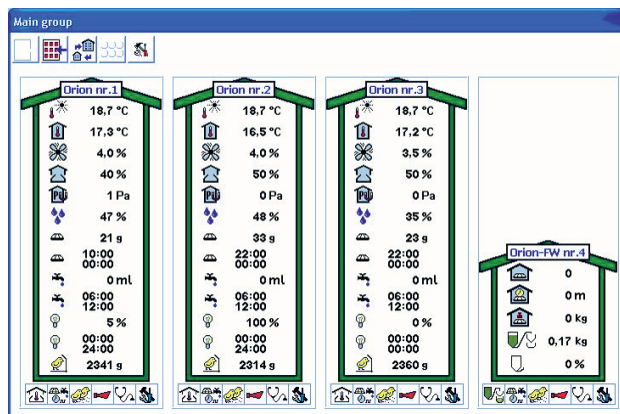 Main group
Orion nr.1
18,7 °C
17,3 °C
4,0 %
40 %
1 Pa
47 %
21 g
10:00
00:00
0 ml
06:00
12:00
5 %
00:00
24:00
2341 g
Orion nr.2
18,7 °C
16,5 °C
4,0 %
50 %
0 Pa
48 %
33 g
22:00
00:00
0 ml
06:00
12:00
100 %
00:00
24:00
2314 g
Orion nr.3
18,7 °C
17,2 °C
3,5 %
50 %
0 Pa
35 %
23 g
22:00
00:00
0 ml
06:00
12:00
0 %
00:00
00:00
2360 g
Orion-FW nr.4
0
0 m
0 kg
0,17 kg
0 %